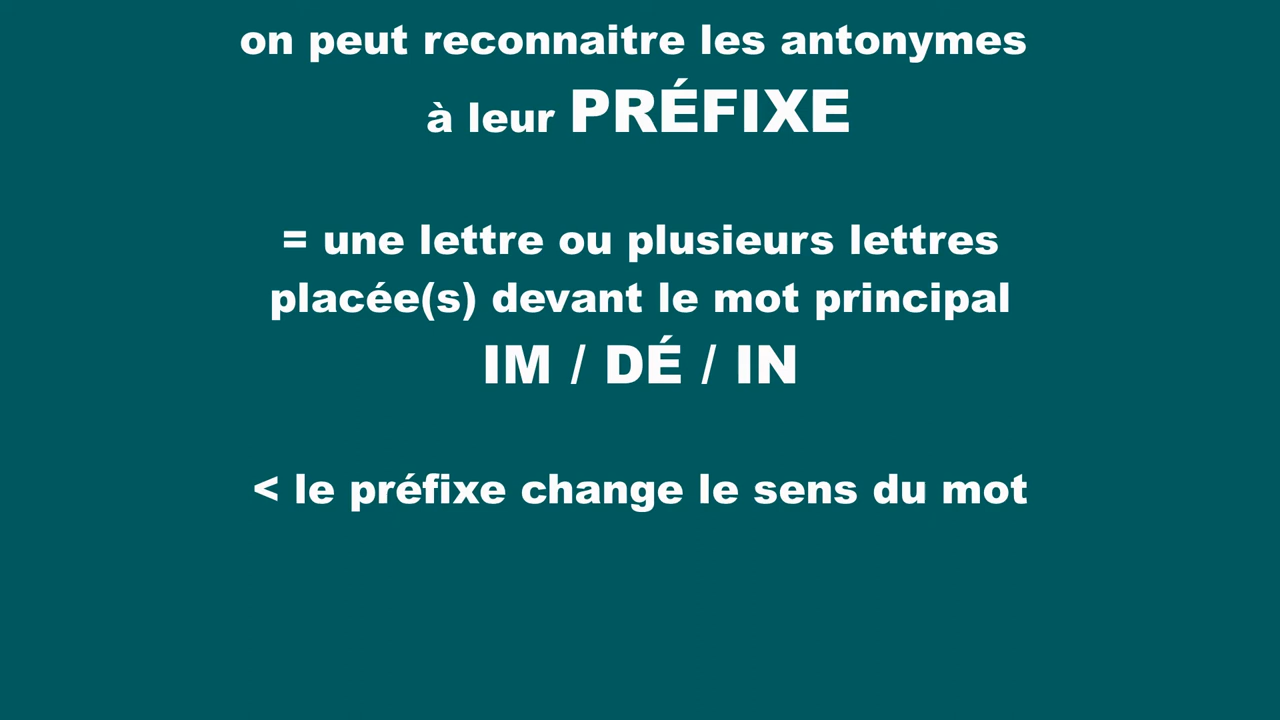 on peut reconnaitre les antonymes
à leur PRÉFIXE
= une lettre ou plusieurs lettres
placée(s) devant le mot principal
IM / DÉ / IN
< le préfixe change le sens du mot